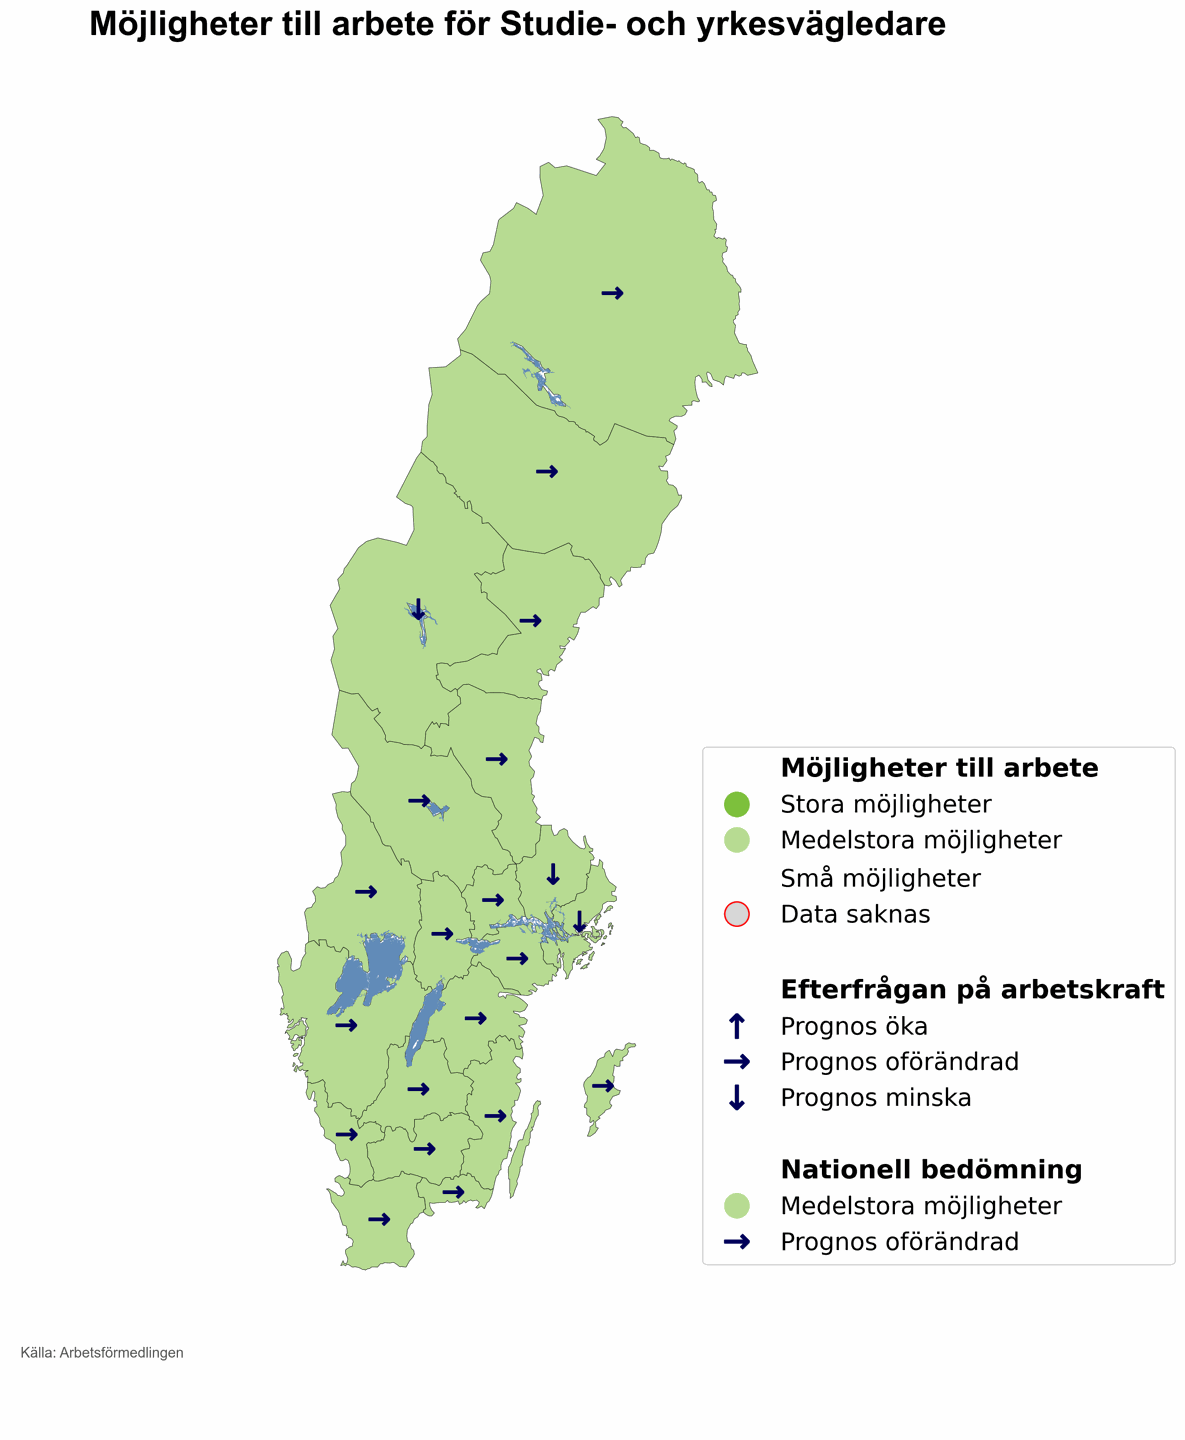 Möjligheter till arbete för Studie- och yrkesvägledare
Möjligheter till arbete
Stora möjligheter
Medelstora möjligheter
Små möjligheter
Data saknas
Efterfrågan på arbetskraft
Prognos öka
Prognos oförändrad
Prognos minska
Nationell bedömning
Medelstora möjligheter
Prognos oförändrad
Källa: Arbetsförmedlingen